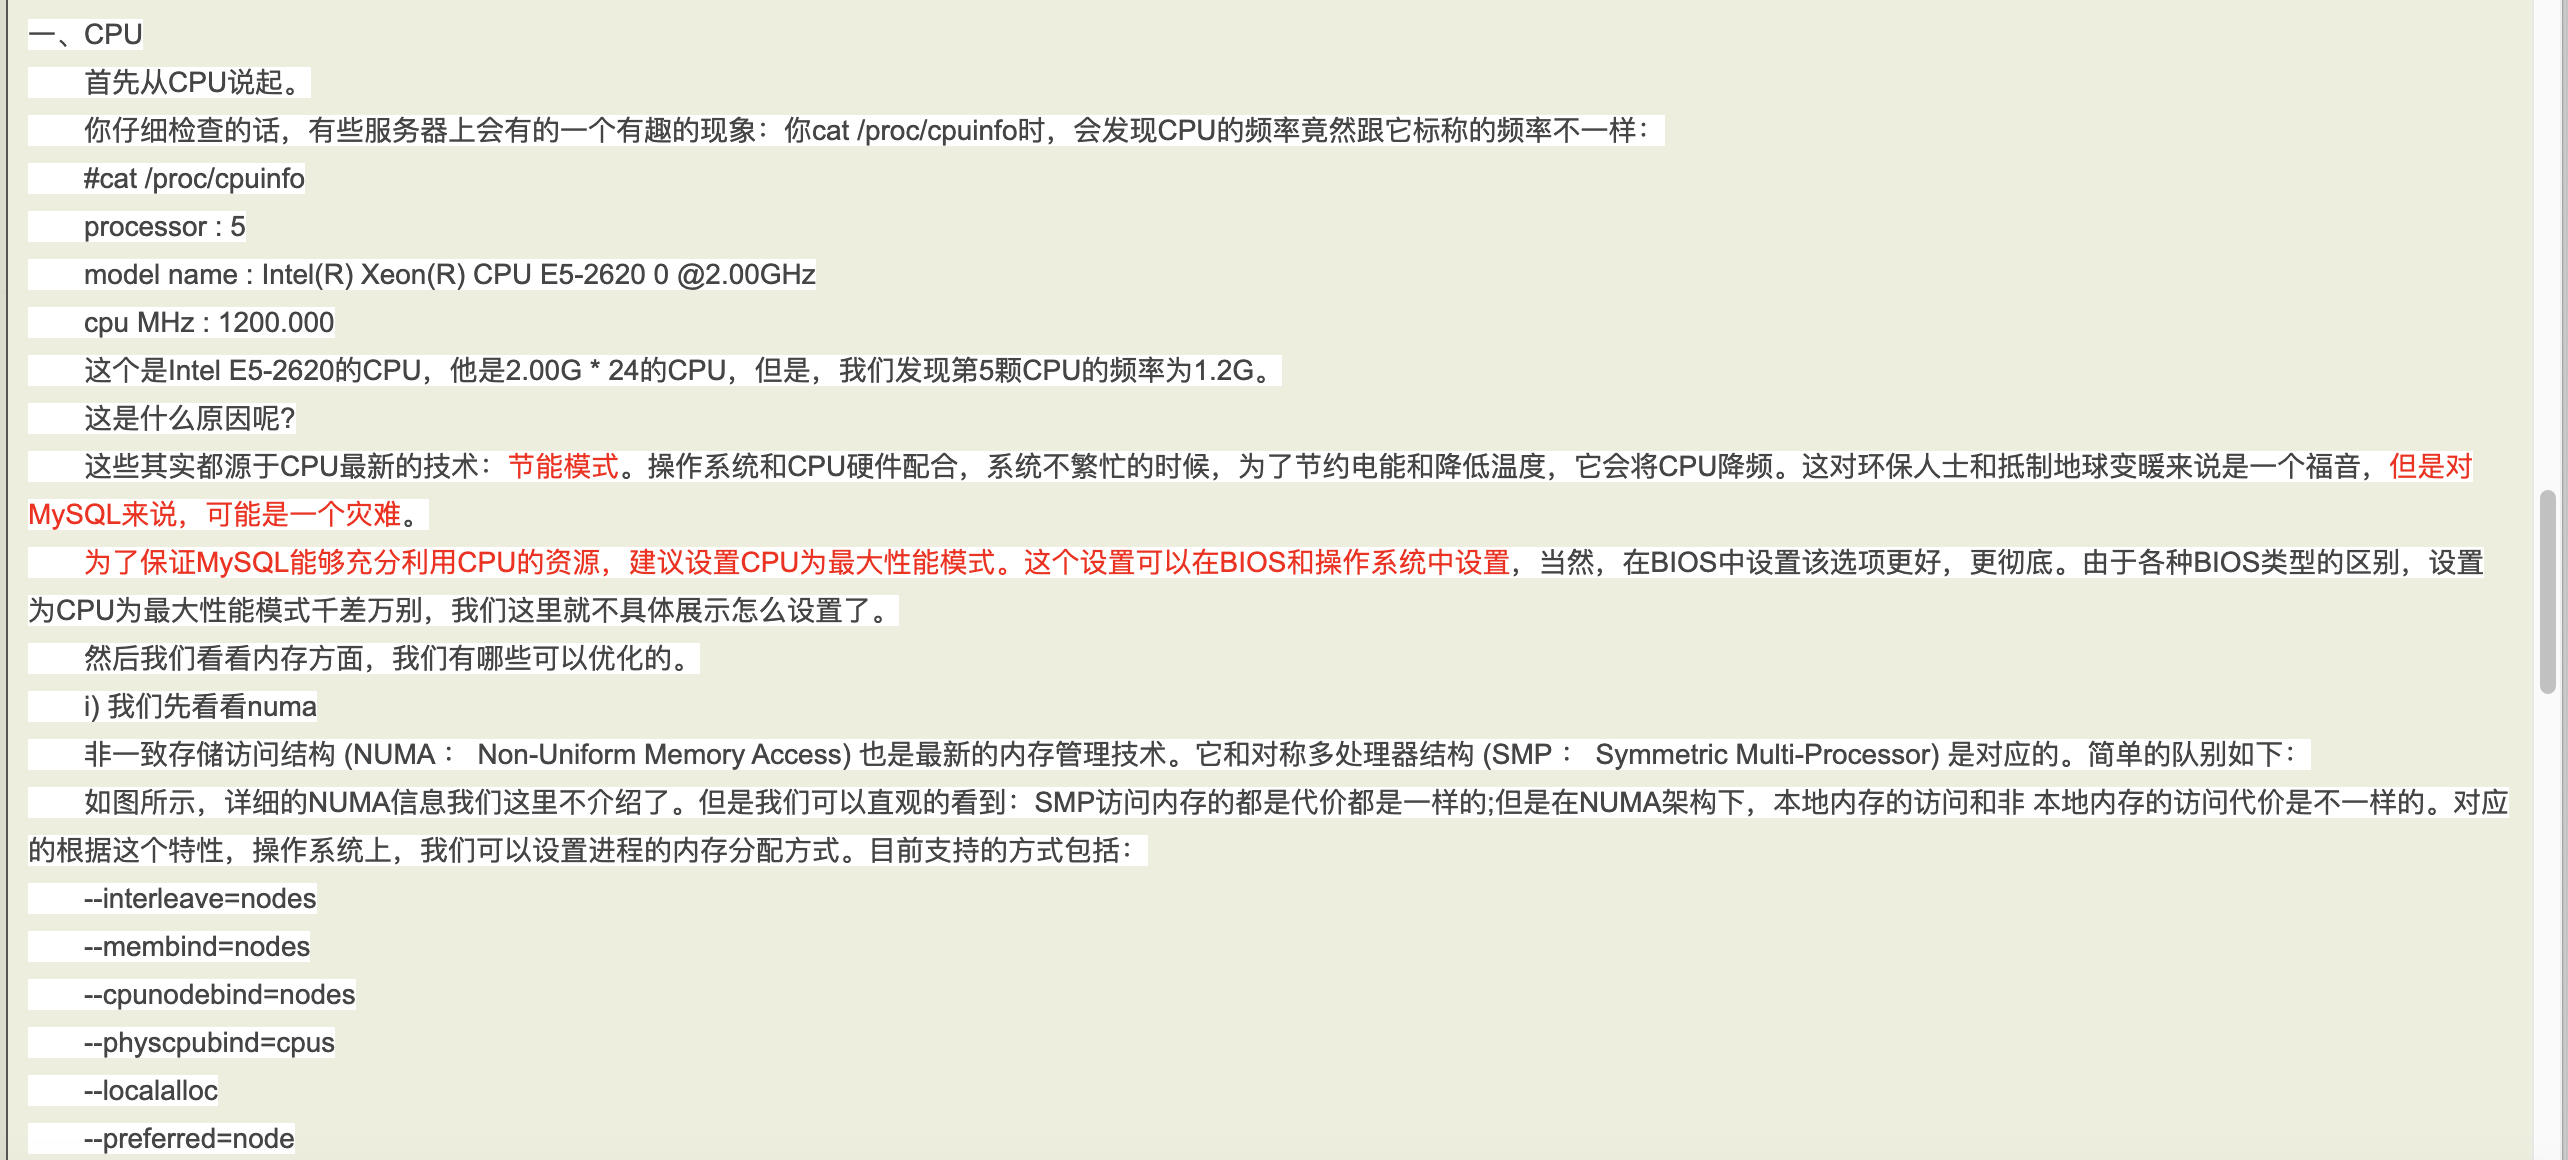 一、CPU
首先从CPU说起。
你仔细检查的话，有些服务器上会有的一个有趣的现象：你cat /proc/cpuinfo时，会发现CPU的频率竟然跟它标称的频率不一样：
#cat /proc/cpuinfo
processor : 5
model name : Intel(R) Xeon(R) CPU E5-2620 0 @2.00GHz
cpu MHz : 1200.000
这个是Intel E5-2620的CPU，他是2.00G * 24的CPU，但是，我们发现第5颗CPU的频率为1.2G。
这是什么原因呢?
这些其实都源于CPU最新的技术：节能模式。操作系统和CPU硬件配合，系统不繁忙的时候，为了节约电能和降低温度，它会将CPU降频。这对环保人士和抵制地球变暖来说是一个福音，但是对
MySQL来说，可能是一个灾难。
为了保证MySQL能够充分利用CPU的资源，建议设置CPU为最大性能模式。这个设置可以在BIOS和操作系统中设置，当然，在BIOS中设置该选项更好，更彻底。由于各种BIOS类型的区别，设置
为CPU为最大性能模式千差万别，我们这里就不具体展示怎么设置了。
然后我们看看内存方面，我们有哪些可以优化的。
i) 我们先看看numa
非一致存储访问结构 (NUMA： Non-Uniform Memory Access) 也是最新的内存管理技术。它和对称多处理器结构 (SMP： Symmetric Multi-Processor) 是对应的。简单的队别如下：
如图所示，详细的NUMA信息我们这里不介绍了。但是我们可以直观的看到：SMP访问内存的都是代价都是一样的;但是在NUMA架构下，本地内存的访问和非 本地内存的访问代价是不一样的。对应
的根据这个特性，操作系统上，我们可以设置进程的内存分配方式。目前支持的方式包括：
--interleave=nodes
--membind=nodes
--cpunodebind=nodes
--physcpubind=cpus
--localalloc
--preferred=node